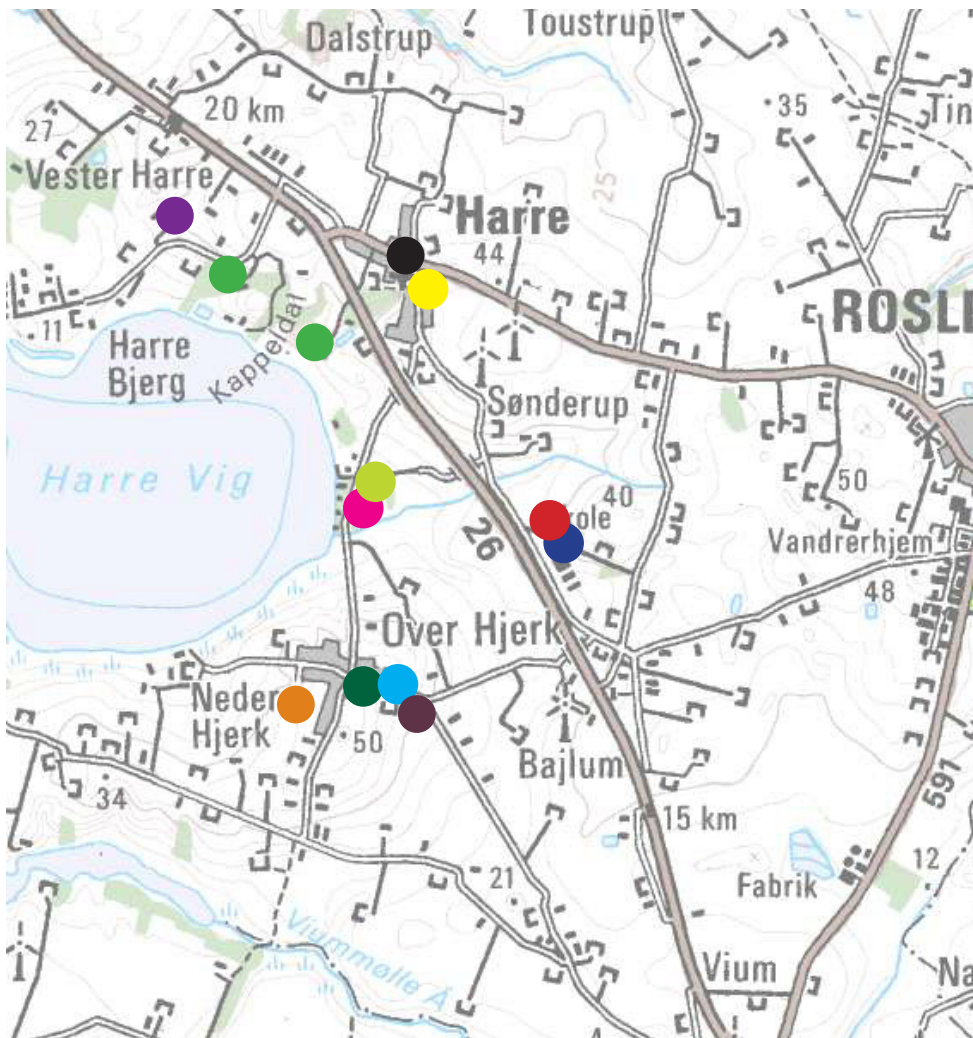 Dalstrup
Toustrup
20 km
35
Tin
27
Vester Harre
25
Harre
44
11
Harre
Bjerg
Kappeldal
ROSL
Sønderup
Harre Vig
40
50
26
Vandrerhjem
48
Over Hjerk
Neder
Hjerk
50
Bajlum
34
15 km
591
21
Fabrik
12
Viummølle Å
Vium
Na